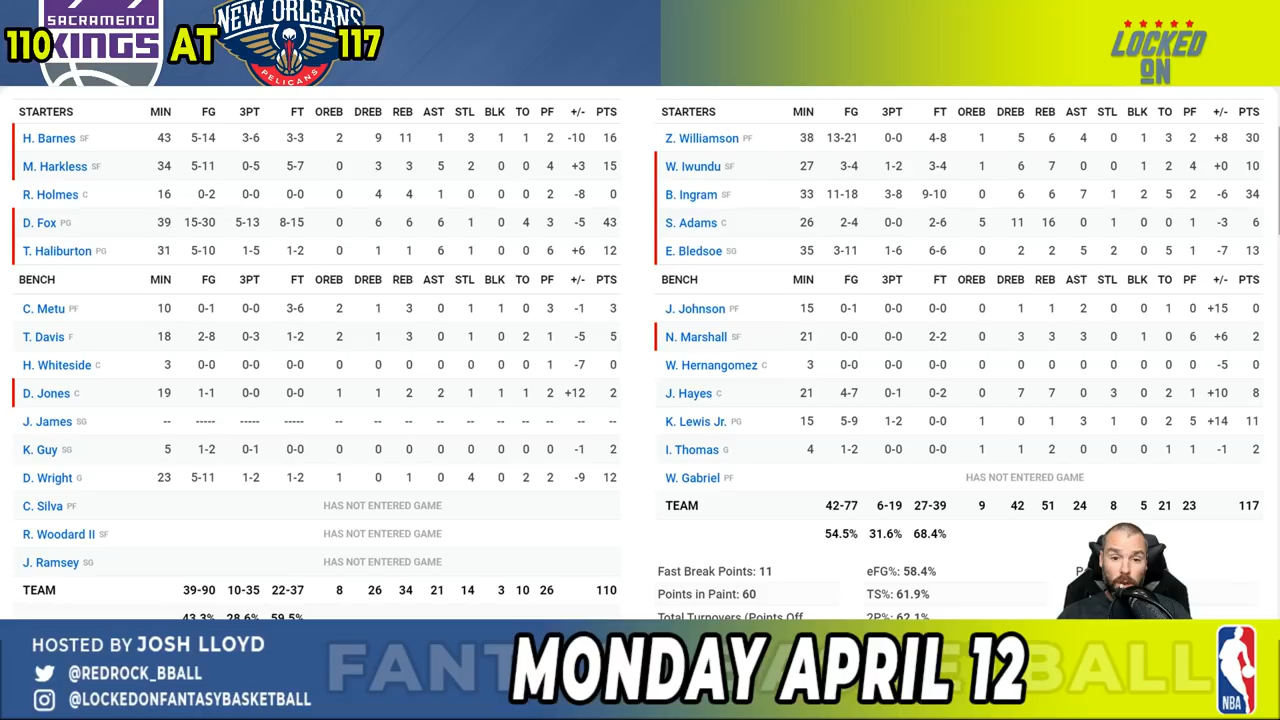 110 SACRAMENTO KINGS AT NEW ORLEANS PELICANS 117
LOCKED ON
STARTERS MIN FG 3PT FT OREB DREB REB AST STL BLK TO PF +/- PTS
H. Barnes SF 43 5-14 3-6 3-3 2 9 11 1 3 1 1 2 -10 16
M. Harkless SF 34 5-11 0-5 5-7 0 3 3 5 2 0 0 4 +3 15
R. Holmes C 16 0-2 0-0 0-0 0 4 4 1 0 0 0 2 -8 0
D. Fox PG 39 15-30 5-13 8-15 0 6 6 6 1 0 4 3 -5 43
T. Haliburton PG 31 5-10 1-5 1-2 0 1 1 6 1 0 0 6 +6 12
BENCH MIN FG 3PT FT OREB DREB REB AST STL BLK TO PF +/- PTS
C. Metu PF 10 0-1 0-0 3-6 2 1 3 0 1 1 0 3 -1 3
T. Davis F 18 2-8 0-3 1-2 2 1 3 0 1 0 2 1 -5 5
H. Whiteside C 3 0-0 0-0 0-0 0 0 0 0 0 0 0 1 -7 0
D. Jones C 19 1-1 0-0 0-0 1 1 2 2 1 1 1 2 +12 2
J. James SG -- ----- ----- ----- -- -- -- -- -- -- -- -- -- --
K. Guy SG 5 1-2 0-1 0-0 0 0 0 0 0 0 0 0 -1 2
D. Wright G 23 5-11 1-2 1-2 1 0 1 0 4 0 2 2 -9 12
C. Silva PF HAS NOT ENTERED GAME
R. Woodard II SF HAS NOT ENTERED GAME
J. Ramsey SG HAS NOT ENTERED GAME
TEAM 39-90 10-35 22-37 8 26 34 21 14 3 10 26 110
43.3% 28.6% 59.5%
STARTERS MIN FG 3PT FT OREB DREB REB AST STL BLK TO PF +/- PTS
Z. Williamson PF 38 13-21 0-0 4-8 1 5 6 4 0 1 3 2 +8 30
W. Iwundu SF 27 3-4 1-2 3-4 1 6 7 0 0 1 2 4 +0 10
B. Ingram SF 33 11-18 3-8 9-10 0 6 6 7 1 2 5 2 -6 34
S. Adams C 26 2-4 0-0 2-6 5 11 16 0 1 0 1 1 -3 6
E. Bledsoe SG 35 3-11 1-6 6-6 0 2 2 5 2 0 5 1 -7 13
BENCH MIN FG 3PT FT OREB DREB REB AST STL BLK TO PF +/- PTS
J. Johnson PF 15 0-1 0-0 0-0 0 1 1 2 0 0 1 0 +15 0
N. Marshall SF 21 0-0 0-0 2-2 0 3 3 3 0 1 0 6 +6 2
W. Hernangomez C 3 0-0 0-0 0-0 0 0 0 0 0 0 0 0 -5 0
J. Hayes C 21 4-7 0-1 0-2 0 7 7 0 3 0 2 1 +10 8
K. Lewis Jr. PG 15 5-9 1-2 0-0 1 0 1 3 1 0 2 5 +14 11
I. Thomas G 4 1-2 0-0 0-0 1 1 2 0 0 0 1 1 -1 2
W. Gabriel PF HAS NOT ENTERED GAME
TEAM 42-77 6-19 27-39 9 42 51 24 8 5 21 23 117
54.5% 31.6% 68.4%
Fast Break Points: 11 eFG%: 58.4%
Points in Paint: 60 TS%: 61.9%
Total Turnovers (Points Off 2P%: 62.1%
HOSTED BY JOSH LLOYD
@REDROCK_BBALL
@LOCKEDONFANTASYBASKETBALL
MONDAY APRIL 12
NBA